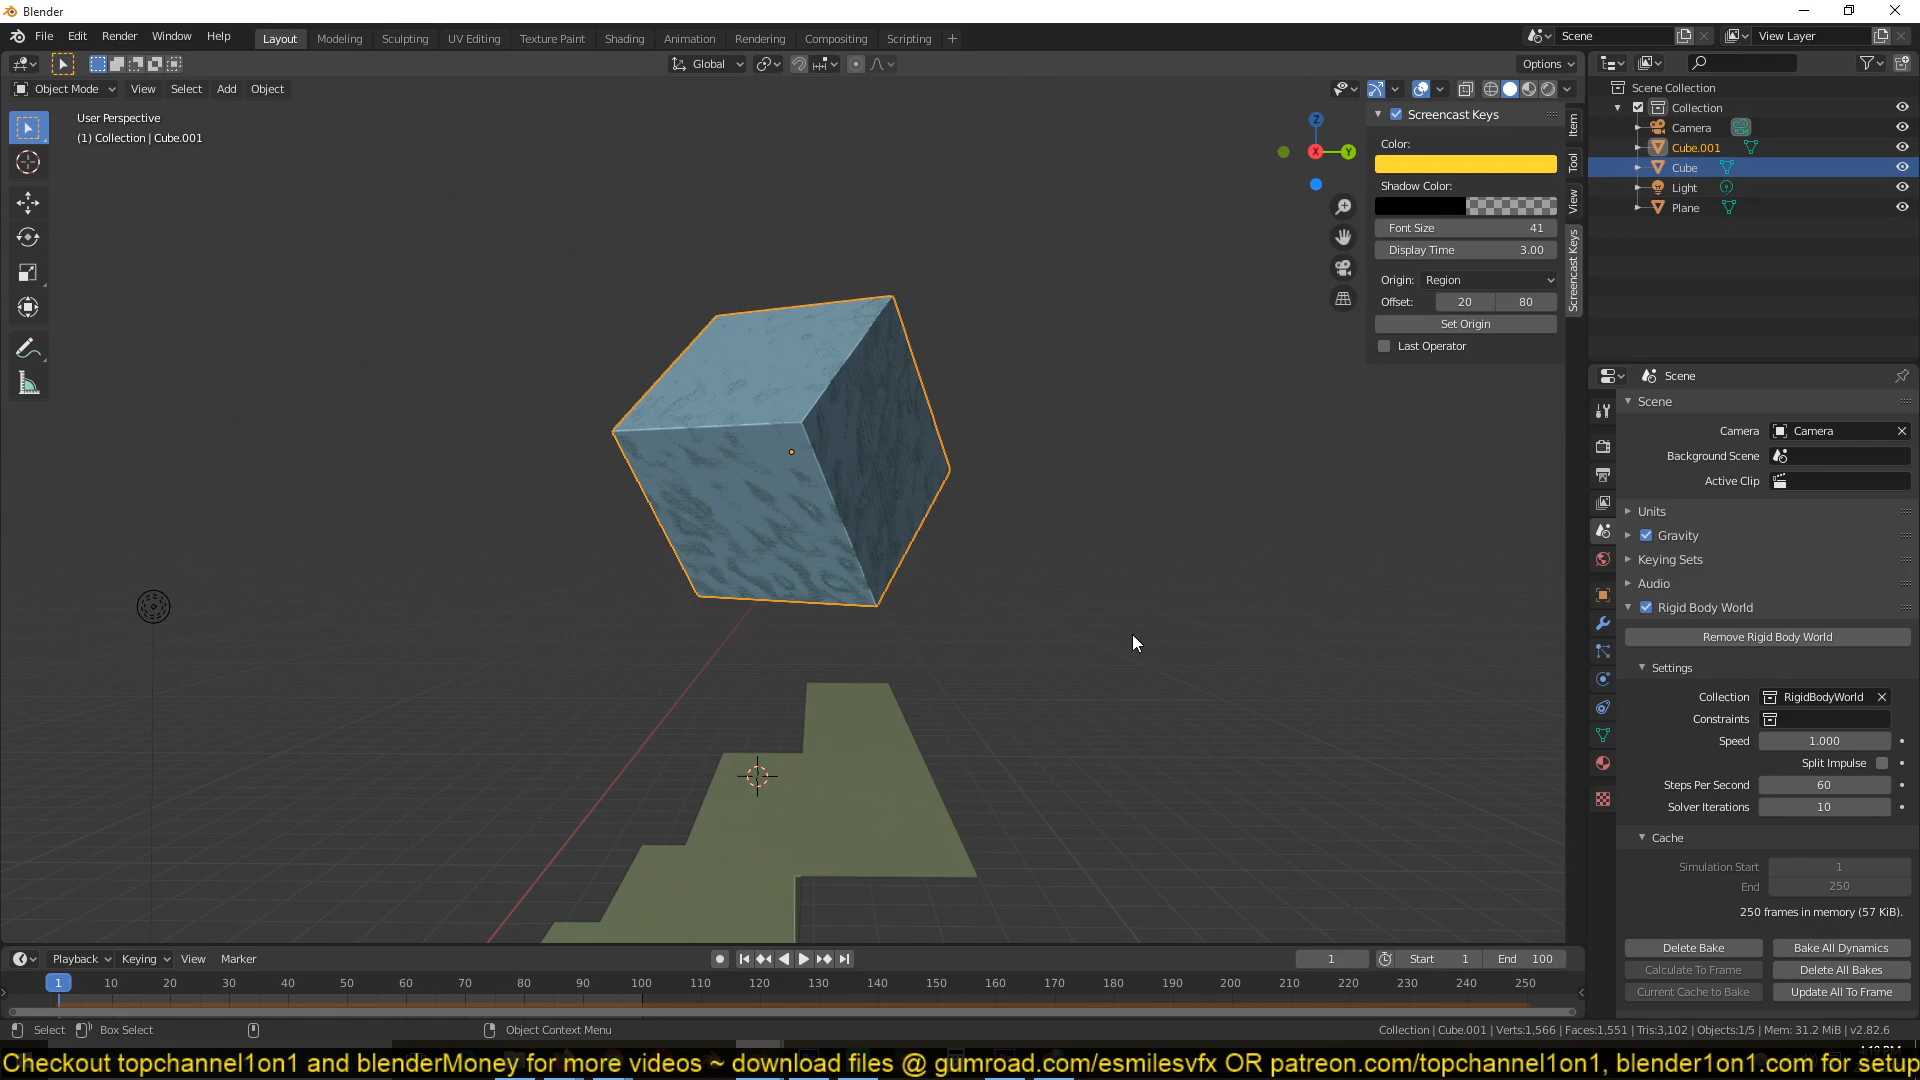 Blender
File Edit Render Window Help
Layout Modeling Sculpting UV Editing Texture Paint Shading Animation Rendering Compositing Scripting +
Scene
View Layer
Global
Options
Object Mode View Select Add Object
User Perspective
(1) Collection | Cube.001
Z
X
Y
Screencast Keys
Color:
Shadow Color:
Font Size 41
Display Time 3.00
Origin: Region
Offset: 20 80
Set Origin
Last Operator
Item
Tool
View
Screencast Keys
Scene Collection
Collection
Camera
Cube.001
Cube
Light
Plane
Scene
Scene
Camera Camera
Background Scene
Active Clip
Units
Gravity
Keying Sets
Audio
Rigid Body World
Remove Rigid Body World
Settings
Collection RigidBodyWorld
Constraints
Speed 1.000
Split Impulse
Steps Per Second 60
Solver Iterations 10
Cache
Simulation Start 1
End 250
250 frames in memory (57 KiB).
Delete Bake Bake All Dynamics
Calculate To Frame Delete All Bakes
Current Cache to Bake Update All To Frame
Playback Keying View Marker
1 Start 1 End 100
1 10 20 30 40 50 60 70 80 90 100 110 120 130 140 150 160 170 180 190 200 210 220 230 240 250
Select Box Select Object Context Menu
Collection | Cube.001 | Verts:1,566 | Faces:1,551 | Tris:3,102 | Objects:1/5 | Mem: 31.2 MiB | v2.82.6
Checkout topchannel1on1 and blenderMoney for more videos ~ download files @ gumroad.com/esmilesvfx OR patreon.com/topchannel1on1, blender1on1.com for setup